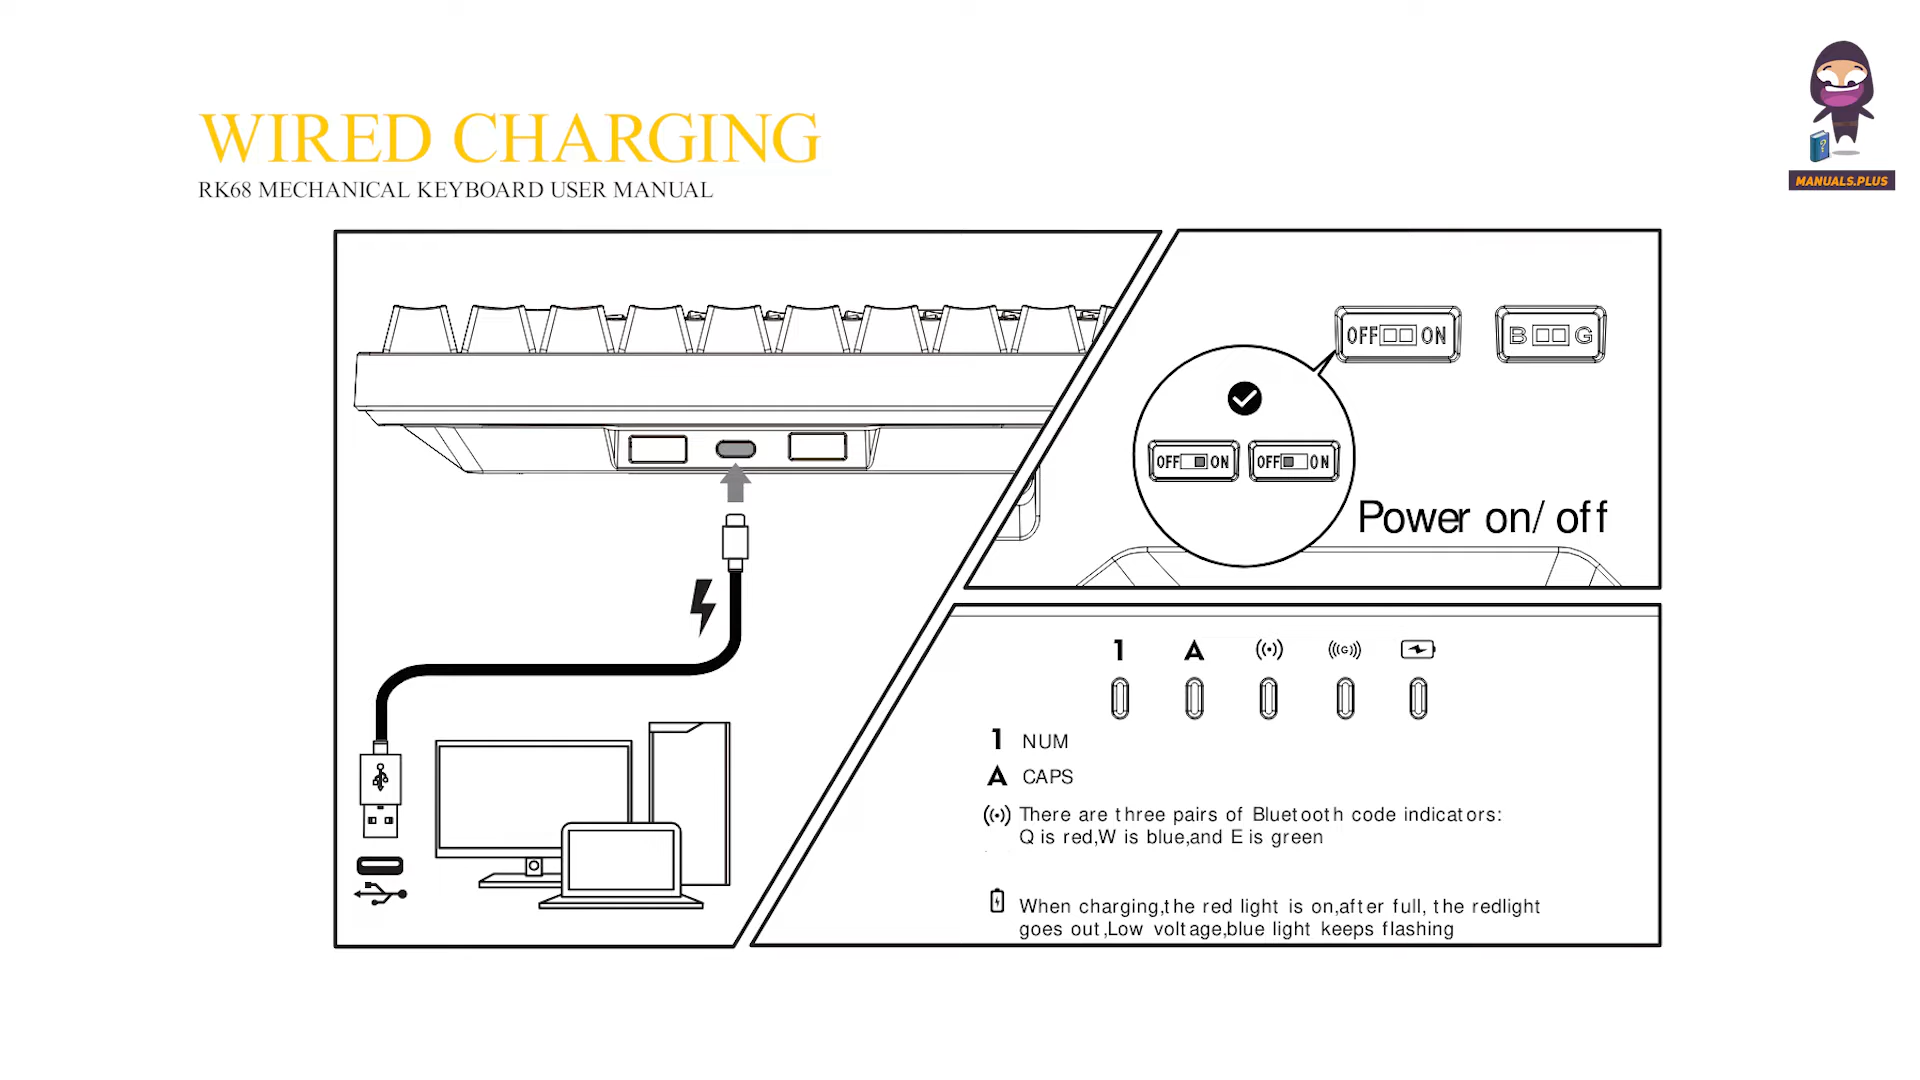 WIRED CHARGING
RK68 MECHANICAL KEYBOARD USER MANUAL
?
MANUALS.PLUS
OFF ON
B G
OFF ON OFF ON
Power on/off
1 A (•) (((G))) 
1 NUM
A CAPS
((•)) There are three pairs of Bluetooth code indicators:
Q is red,W is blue,and E is green
When charging,the red light is on,after full, the redlight
goes out,Low voltage,blue light keeps flashing